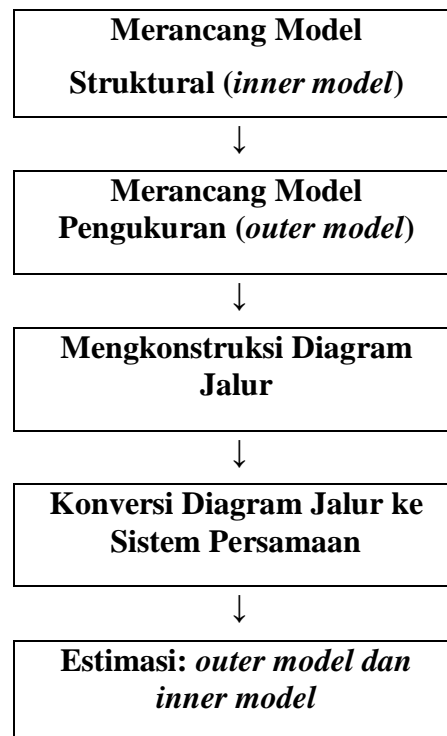 Merancang Model
Struktural (inner model)
↓
Merancang Model
Pengukuran (outer model)
↓
Mengkonstruksi Diagram
Jalur
↓
Konversi Diagram Jalur ke
Sistem Persamaan
↓
Estimasi: outer model dan
inner model